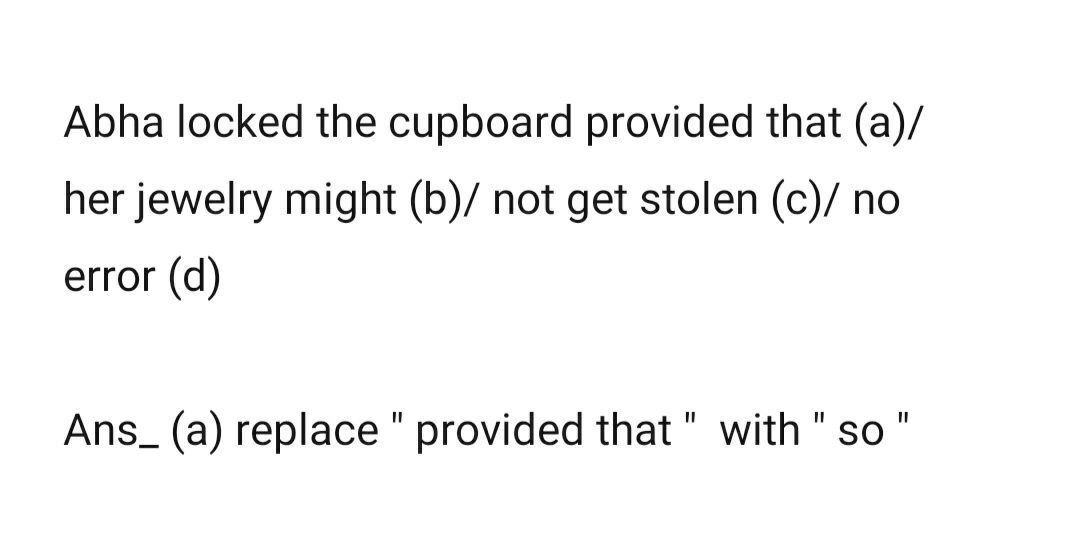 Abha locked the cupboard provided that (a)/
her jewelry might (b)/ not get stolen (c)/ no
error (d)
Ans_ (a) replace " provided that "  with " so "